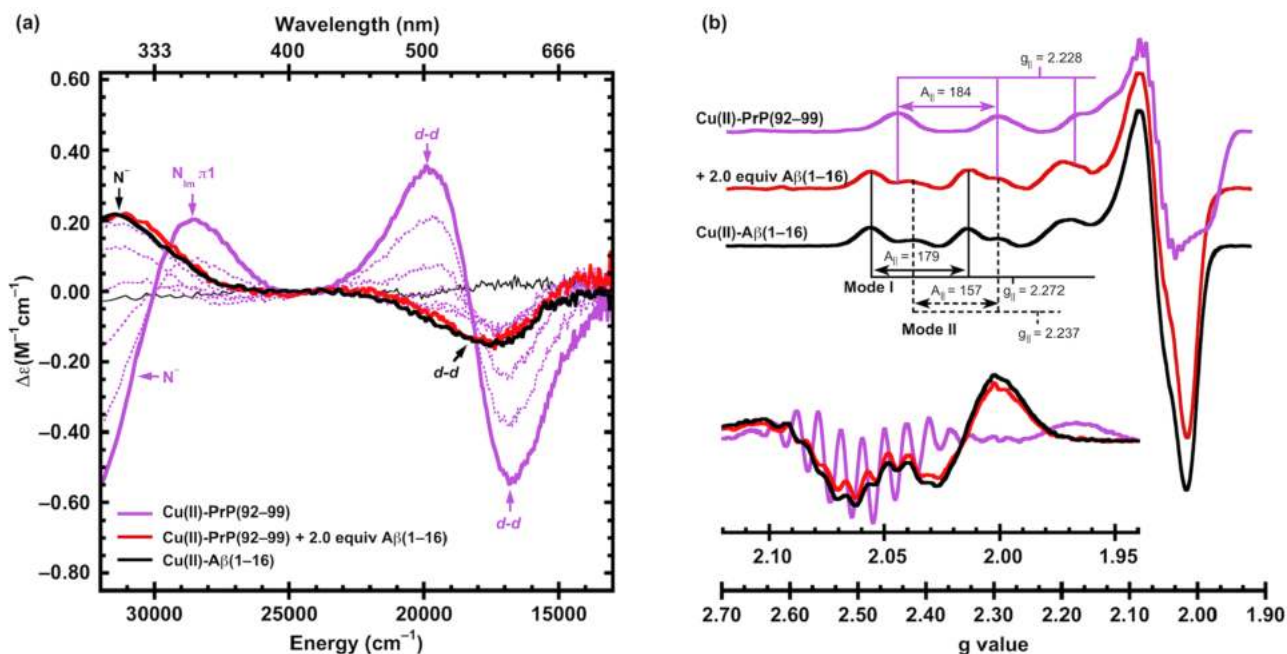 (a)
Wavelength (nm)
333 400 500 666
0.60
0.40
0.20
0.00
−0.20
−0.40
−0.60
−0.80
Δε(M⁻¹cm⁻¹)
N⁻
N_Im π1
d-d
d-d
N⁻
d-d
Cu(II)-PrP(92–99)
Cu(II)-PrP(92–99) + 2.0 equiv Aβ(1–16)
Cu(II)-Aβ(1–16)
30000 25000 20000 15000
Energy (cm⁻¹)
(b)
g|| = 2.228
A|| = 184
Cu(II)-PrP(92–99)
+ 2.0 equiv Aβ(1–16)
Cu(II)-Aβ(1–16)
A|| = 179
Mode I
A|| = 157
g|| = 2.272
Mode II
g|| = 2.237
2.10 2.05 2.00 1.95
2.70 2.60 2.50 2.40 2.30 2.20 2.10 2.00 1.90
g value